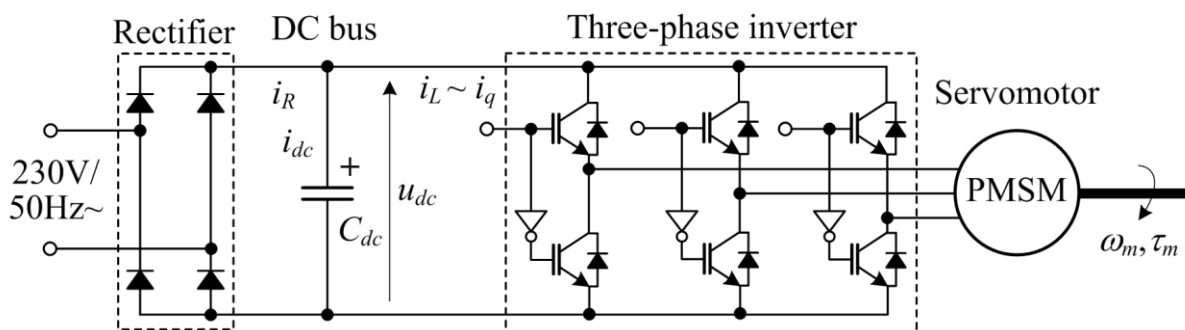 Rectifier
DC bus
Three-phase inverter
Servomotor
230V/
50Hz~
i_R
i_dc
+
C_dc
u_dc
i_L ~ i_q
PMSM
ω_m, τ_m